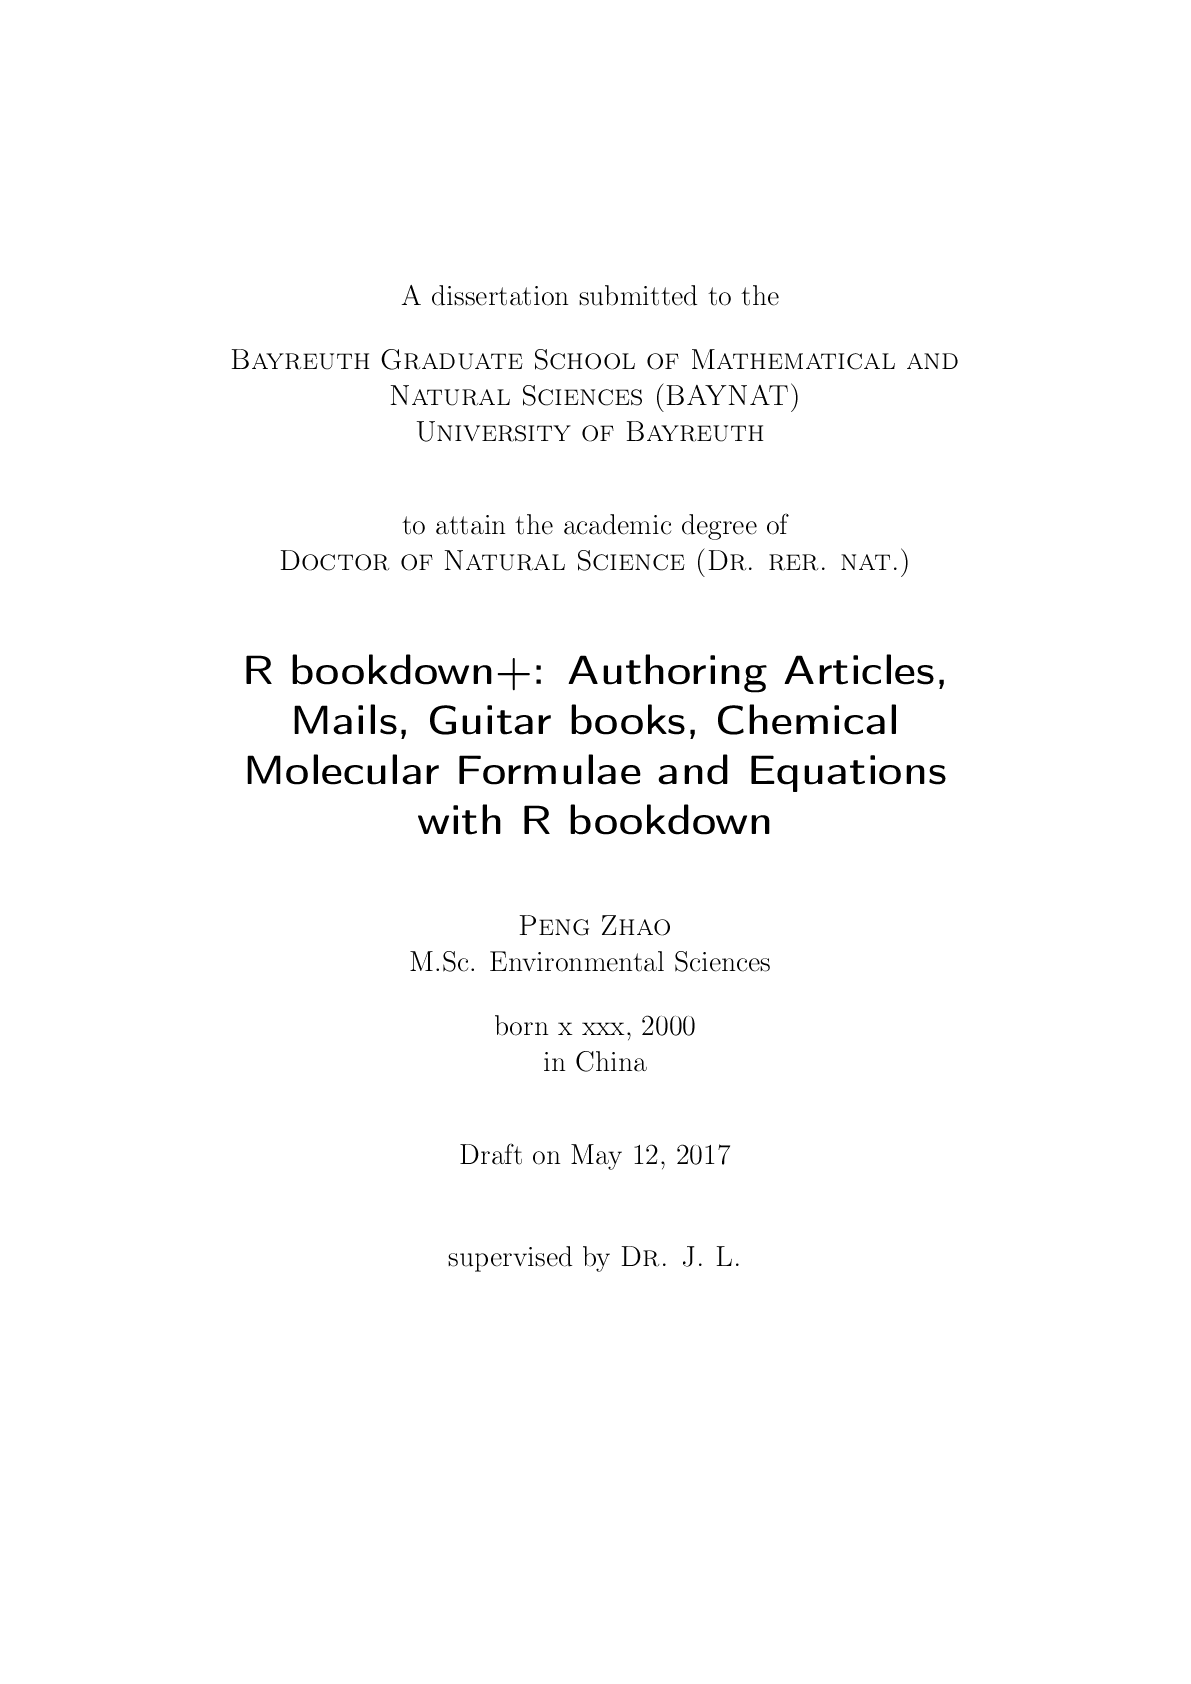 A dissertation submitted to the
Bayreuth Graduate School of Mathematical and
Natural Sciences (BAYNAT)
University of Bayreuth
to attain the academic degree of
Doctor of Natural Science (Dr. rer. nat.)
R bookdown+: Authoring Articles,
Mails, Guitar books, Chemical
Molecular Formulae and Equations
with R bookdown
Peng Zhao
M.Sc. Environmental Sciences
born x xxx, 2000
in China
Draft on May 12, 2017
supervised by Dr. J. L.